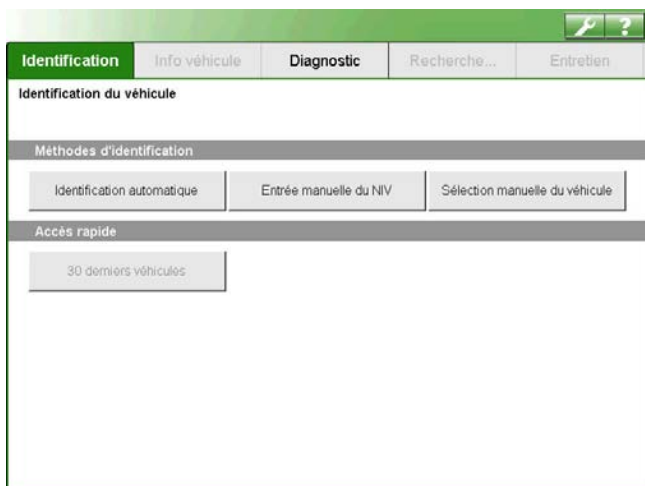 ?
Identification Info véhicule Diagnostic Recherche... Entretien
Identification du véhicule
Méthodes d'identification
Identification automatique Entrée manuelle du NIV Sélection manuelle du véhicule
Accès rapide
30 derniers véhicules